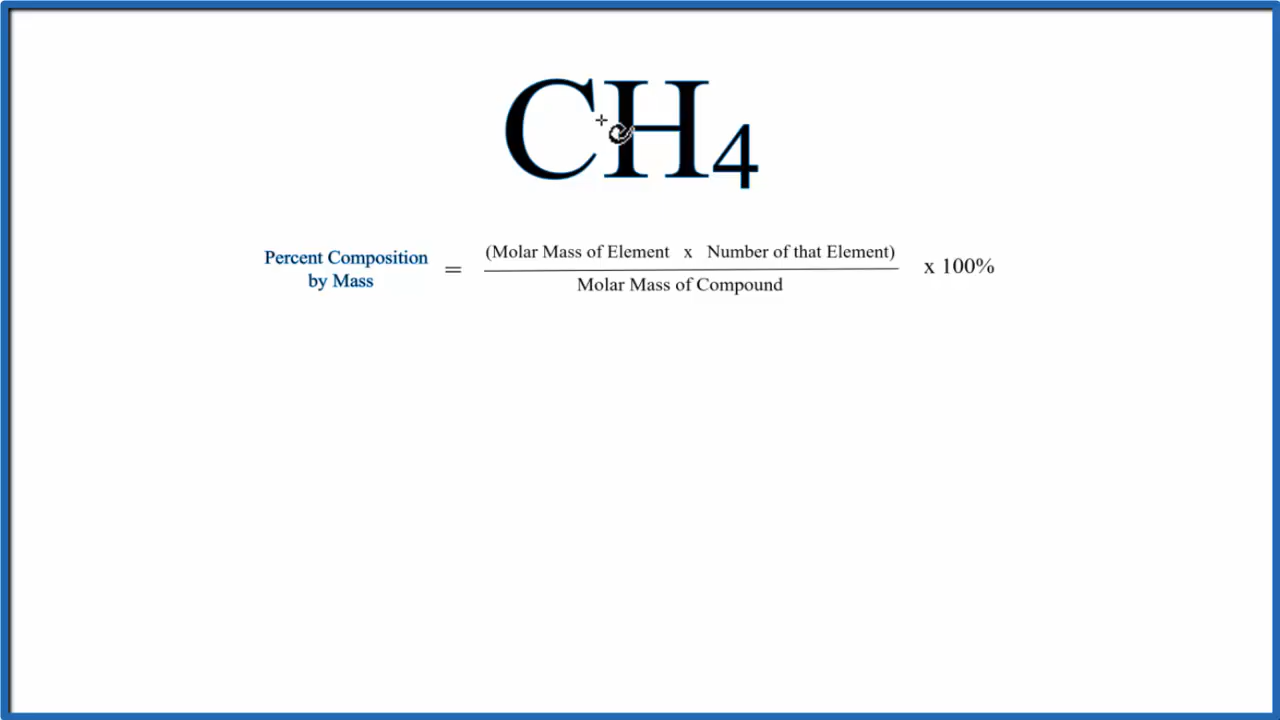 CH₄
Percent Composition
by Mass
=
(Molar Mass of Element x Number of that Element)
Molar Mass of Compound
x 100%